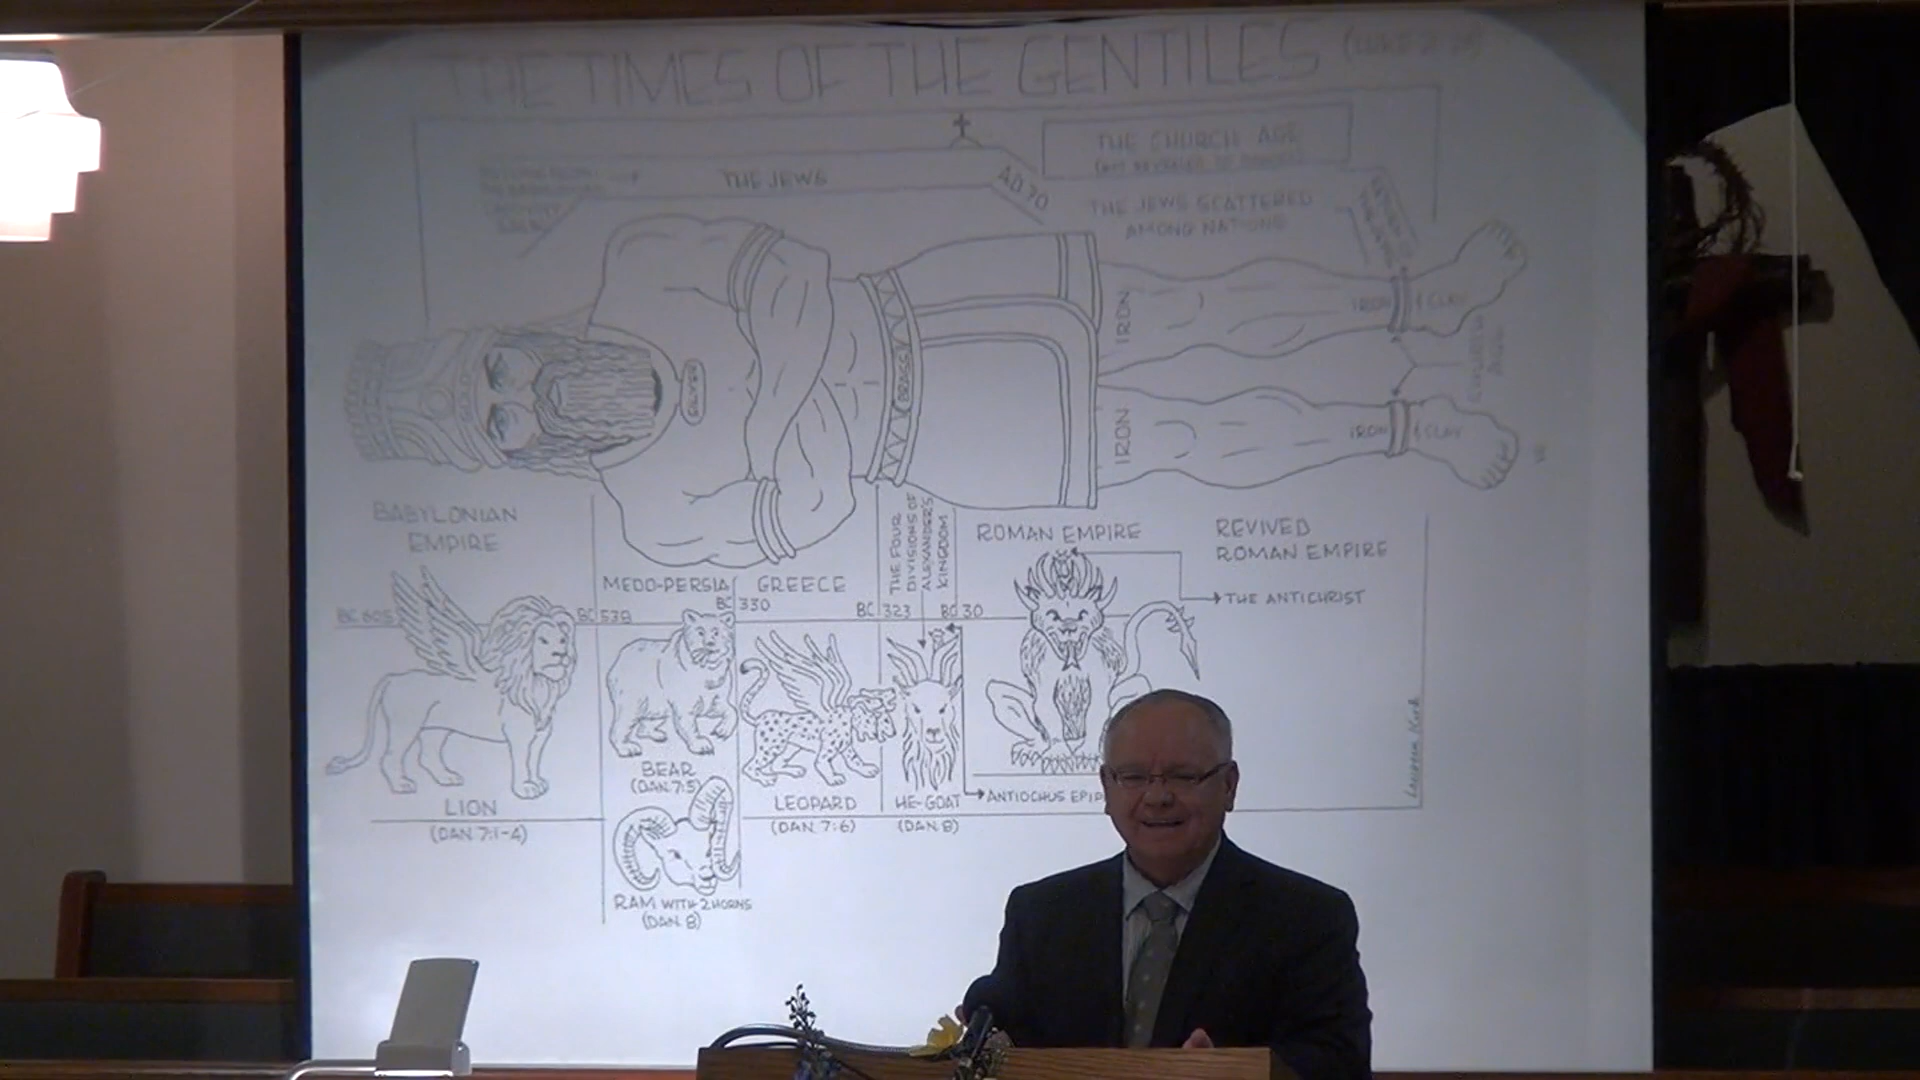 THE TIMES OF THE GENTILES
THE CHURCH AGE
THE JEWS
AD 70
THE JEWS SCATTERED
AMONG NATIONS
GOLD
SILVER
BRASS
IRON
IRON
IRON
& CLAY
IRON
& CLAY
BABYLONIAN
EMPIRE
MEDO-PERSIA
GREECE
THE FOUR
DIVISIONS OF
ALEXANDER'S
KINGDOM
ROMAN EMPIRE
REVIVED
ROMAN EMPIRE
THE ANTICHRIST
BC 605
BC 539
BC 330
BC 323
BC 30
LION
(DAN. 7:1-4)
BEAR
(DAN. 7:5)
LEOPARD
(DAN. 7:6)
HE-GOAT
(DAN. 8)
ANTIOCHUS
RAM WITH 2 HORNS
(DAN. 8)